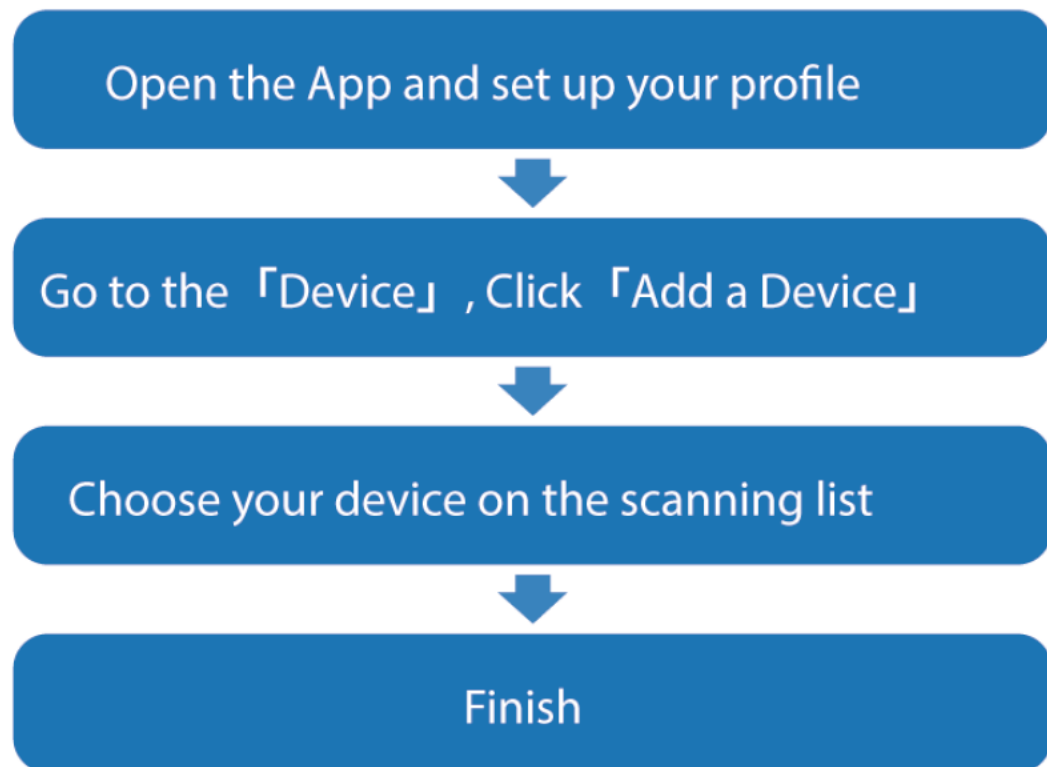 Open the App and set up your profile
Go to the「Device」, Click「Add a Device」
Choose your device on the scanning list
Finish